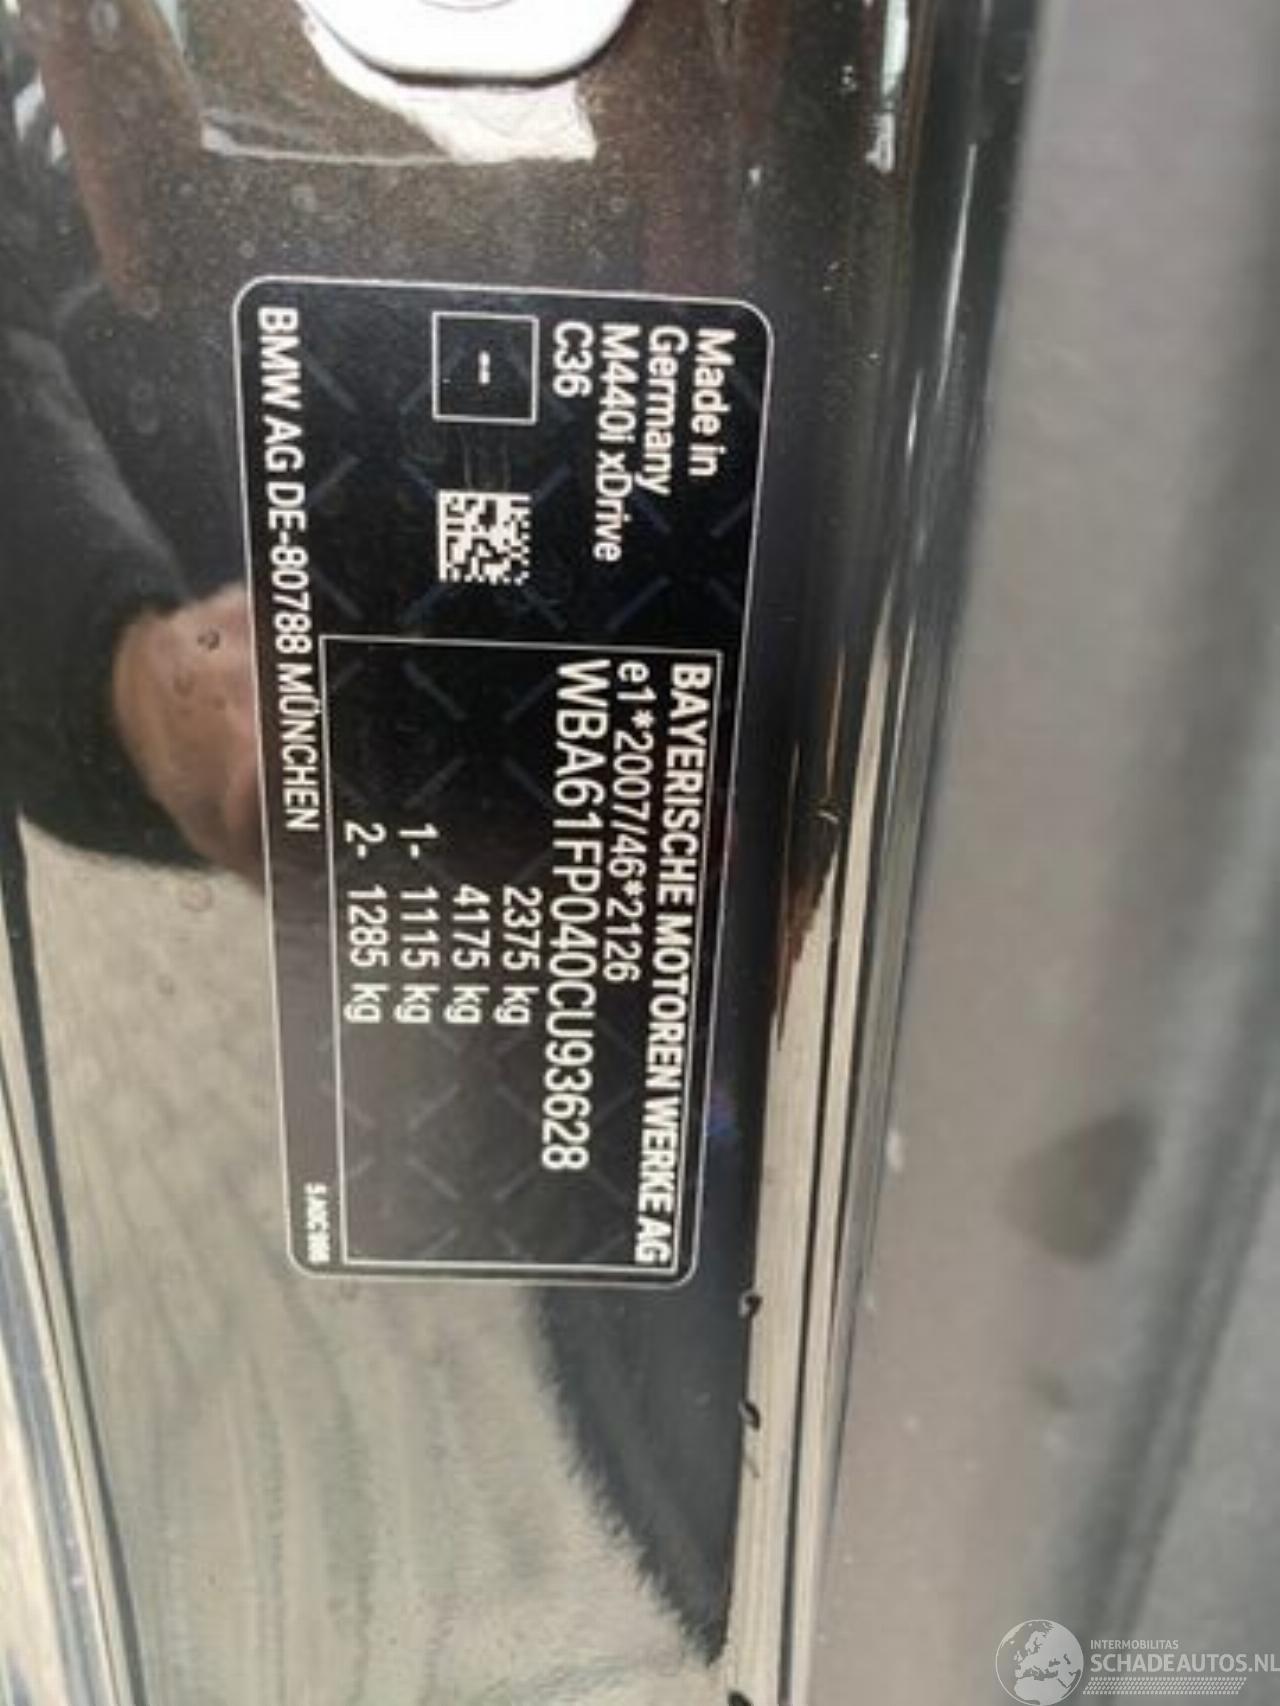 Made in
Germany
M440i xDrive
C36
--
BMW AG DE-80788 MÜNCHEN
BAYERISCHE MOTOREN WERKE AG
e1*2007/46*2126
WBA61FP040CU93628
2375 kg
4175 kg
1- 1115 kg
2- 1285 kg
INTERMOBILITAS
SCHADEAUTOS.NL